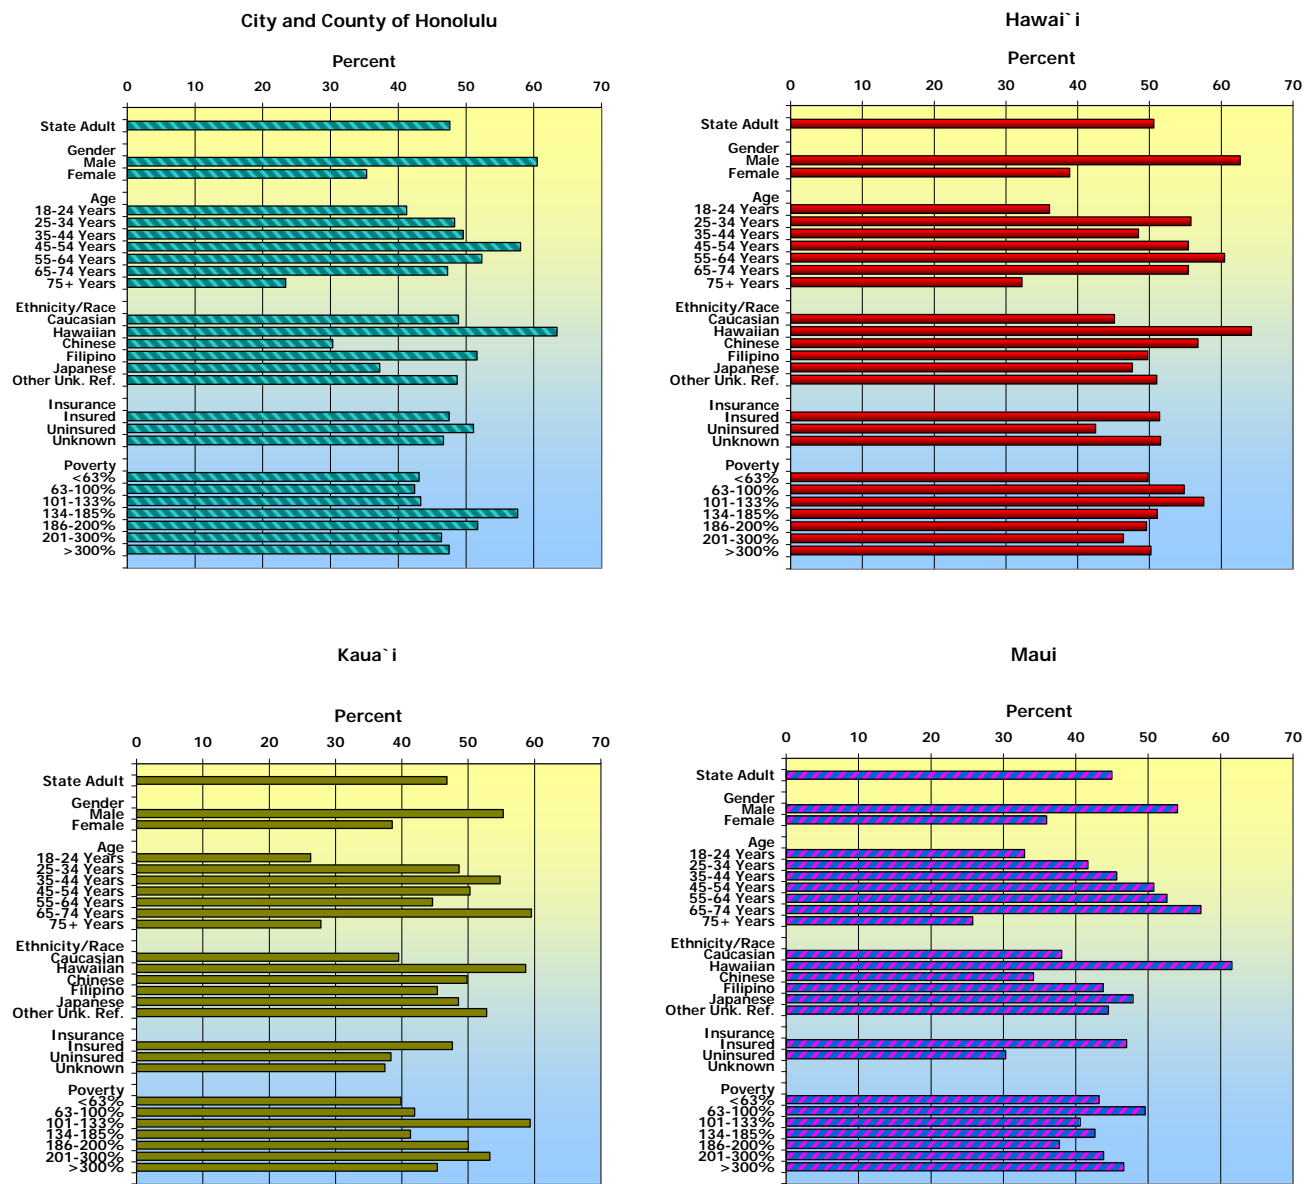 City and County of Honolulu
Percent
0 10 20 30 40 50 60 70
State Adult
Gender
Male
Female
Age
18-24 Years
25-34 Years
35-44 Years
45-54 Years
55-64 Years
65-74 Years
75+ Years
Ethnicity/Race
Caucasian
Hawaiian
Chinese
Filipino
Japanese
Other Unk. Ref.
Insurance
Insured
Uninsured
Unknown
Poverty
<63%
63-100%
101-133%
134-185%
186-200%
201-300%
>300%
Hawai`i
Percent
0 10 20 30 40 50 60 70
State Adult
Gender
Male
Female
Age
18-24 Years
25-34 Years
35-44 Years
45-54 Years
55-64 Years
65-74 Years
75+ Years
Ethnicity/Race
Caucasian
Hawaiian
Chinese
Filipino
Japanese
Other Unk. Ref.
Insurance
Insured
Uninsured
Unknown
Poverty
<63%
63-100%
101-133%
134-185%
186-200%
201-300%
>300%
Kaua`i
Percent
0 10 20 30 40 50 60 70
State Adult
Gender
Male
Female
Age
18-24 Years
25-34 Years
35-44 Years
45-54 Years
55-64 Years
65-74 Years
75+ Years
Ethnicity/Race
Caucasian
Hawaiian
Chinese
Filipino
Japanese
Other Unk. Ref.
Insurance
Insured
Uninsured
Unknown
Poverty
<63%
63-100%
101-133%
134-185%
186-200%
201-300%
>300%
Maui
Percent
0 10 20 30 40 50 60 70
State Adult
Gender
Male
Female
Age
18-24 Years
25-34 Years
35-44 Years
45-54 Years
55-64 Years
65-74 Years
75+ Years
Ethnicity/Race
Caucasian
Hawaiian
Chinese
Filipino
Japanese
Other Unk. Ref.
Insurance
Insured
Uninsured
Unknown
Poverty
<63%
63-100%
101-133%
134-185%
186-200%
201-300%
>300%